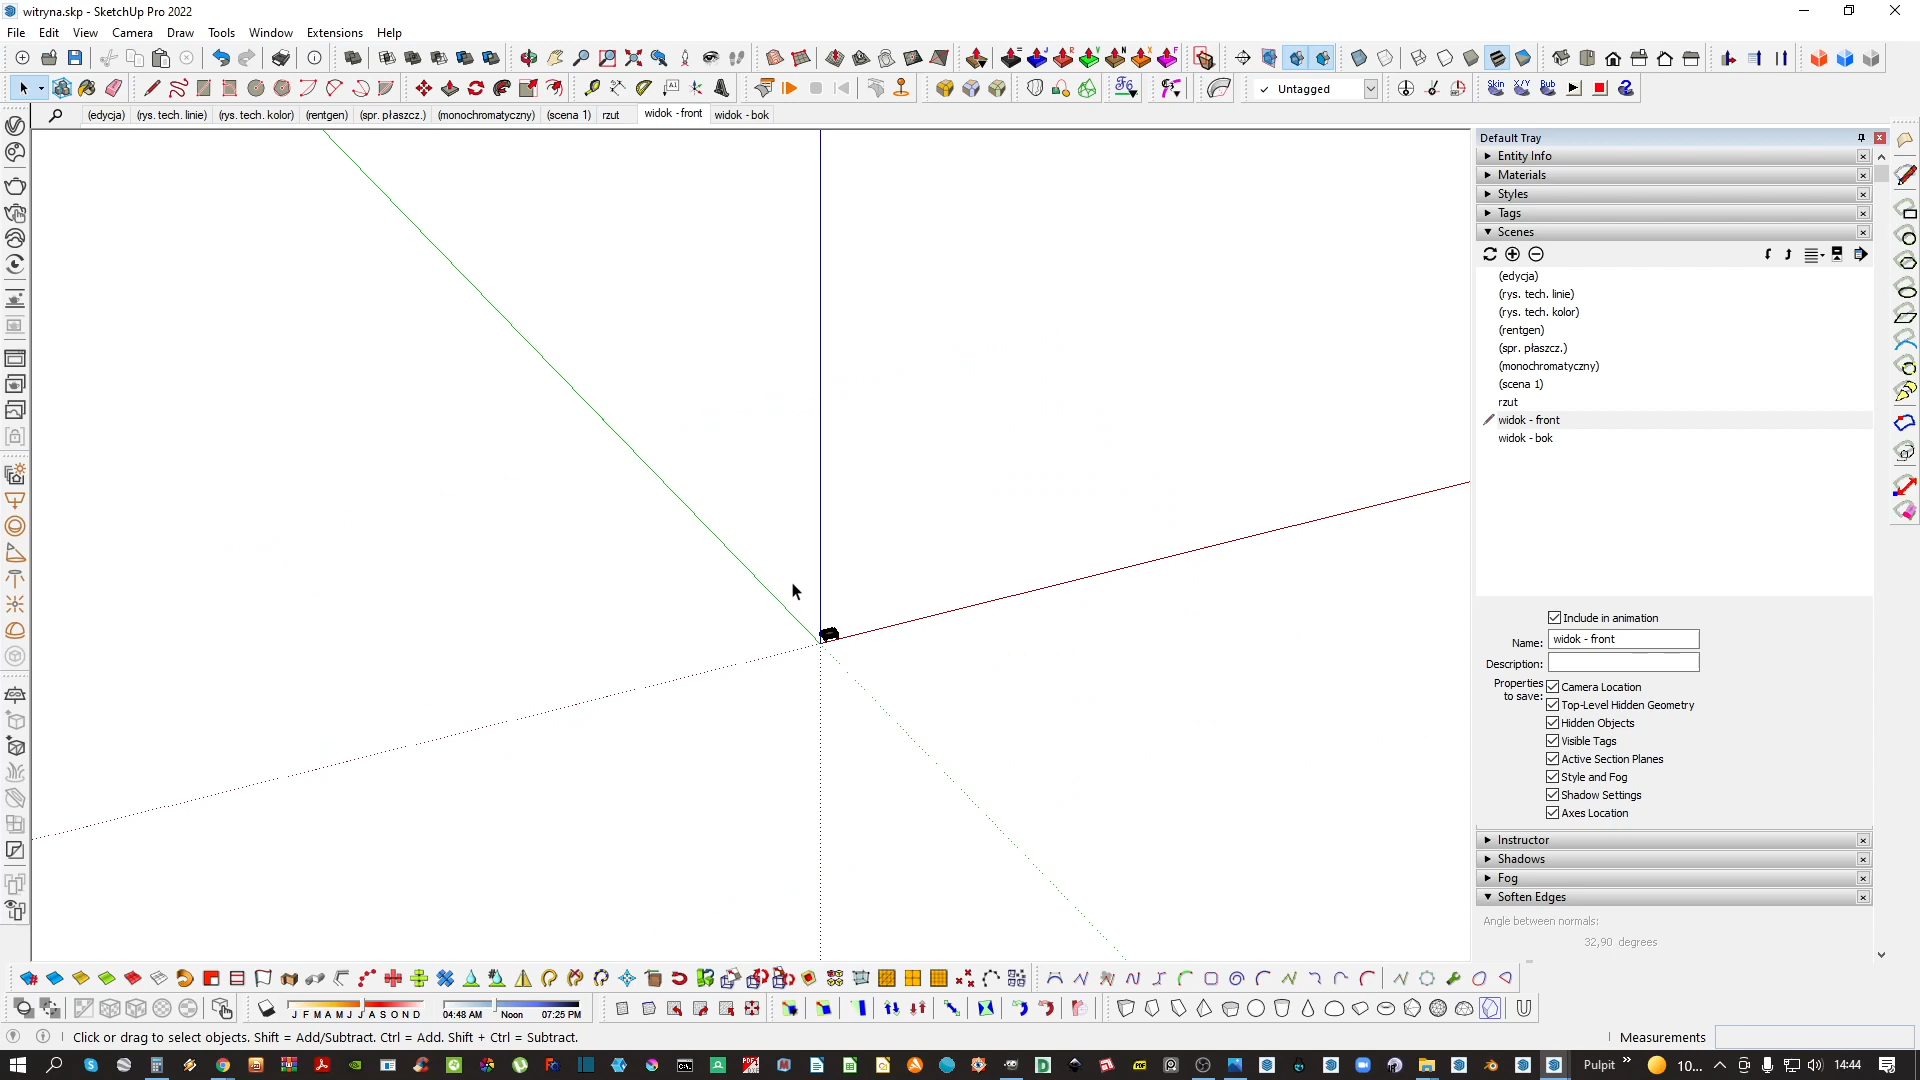 witryna.skp - SketchUp Pro 2022
File Edit View Camera Draw Tools Window Extensions Help
Untagged
Skin X/Y Bub
(edycja) (rys. tech. linie) (rys. tech. kolor) (rentgen) (spr. płaszcz.) (monochromatyczny) (scena 1) rzut widok - front widok - bok
Default Tray
Entity Info
Materials
Styles
Tags
Scenes
(edycja)
(rys. tech. linie)
(rys. tech. kolor)
(rentgen)
(spr. płaszcz.)
(monochromatyczny)
(scena 1)
rzut
widok - front
widok - bok
Include in animation
Name: widok - front
Description:
Properties to save:
Camera Location
Top-Level Hidden Geometry
Hidden Objects
Visible Tags
Active Section Planes
Style and Fog
Shadow Settings
Axes Location
Instructor
Shadows
Fog
Soften Edges
Angle between normals:
32,90 degrees
J F M A M J J A S O N D 04:48 AM Noon 07:25 PM
Click or drag to select objects. Shift = Add/Subtract. Ctrl = Add. Shift + Ctrl = Subtract.
Measurements
Pulpit 10... 14:44